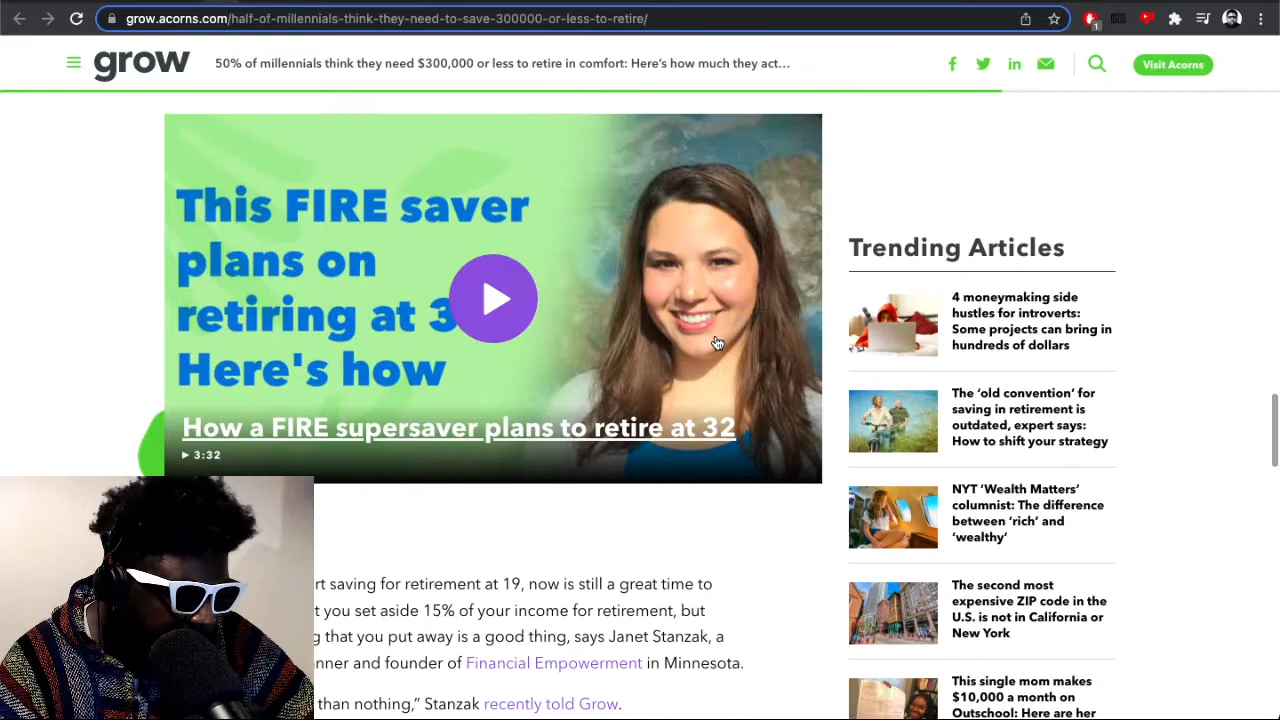 grow.acorns.com/half-of-millennials-think-they-need-to-save-300000-or-less-to-retire/
1
grow
50% of millennials think they need $300,000 or less to retire in comfort: Here's how much they act...
Visit Acorns
This FIRE saver
plans on
retiring at 3
Here's how
How a FIRE supersaver plans to retire at 32
3:32
rt saving for retirement at 19, now is still a great time to
t you set aside 15% of your income for retirement, but
g that you put away is a good thing, says Janet Stanzak, a
nner and founder of Financial Empowerment in Minnesota.
than nothing,” Stanzak recently told Grow.
Trending Articles
4 moneymaking side
hustles for introverts:
Some projects can bring in
hundreds of dollars
The ‘old convention’ for
saving in retirement is
outdated, expert says:
How to shift your strategy
NYT ‘Wealth Matters’
columnist: The difference
between ‘rich’ and
‘wealthy’
The second most
expensive ZIP code in the
U.S. is not in California or
New York
This single mom makes
$10,000 a month on
Outschool: Here are her